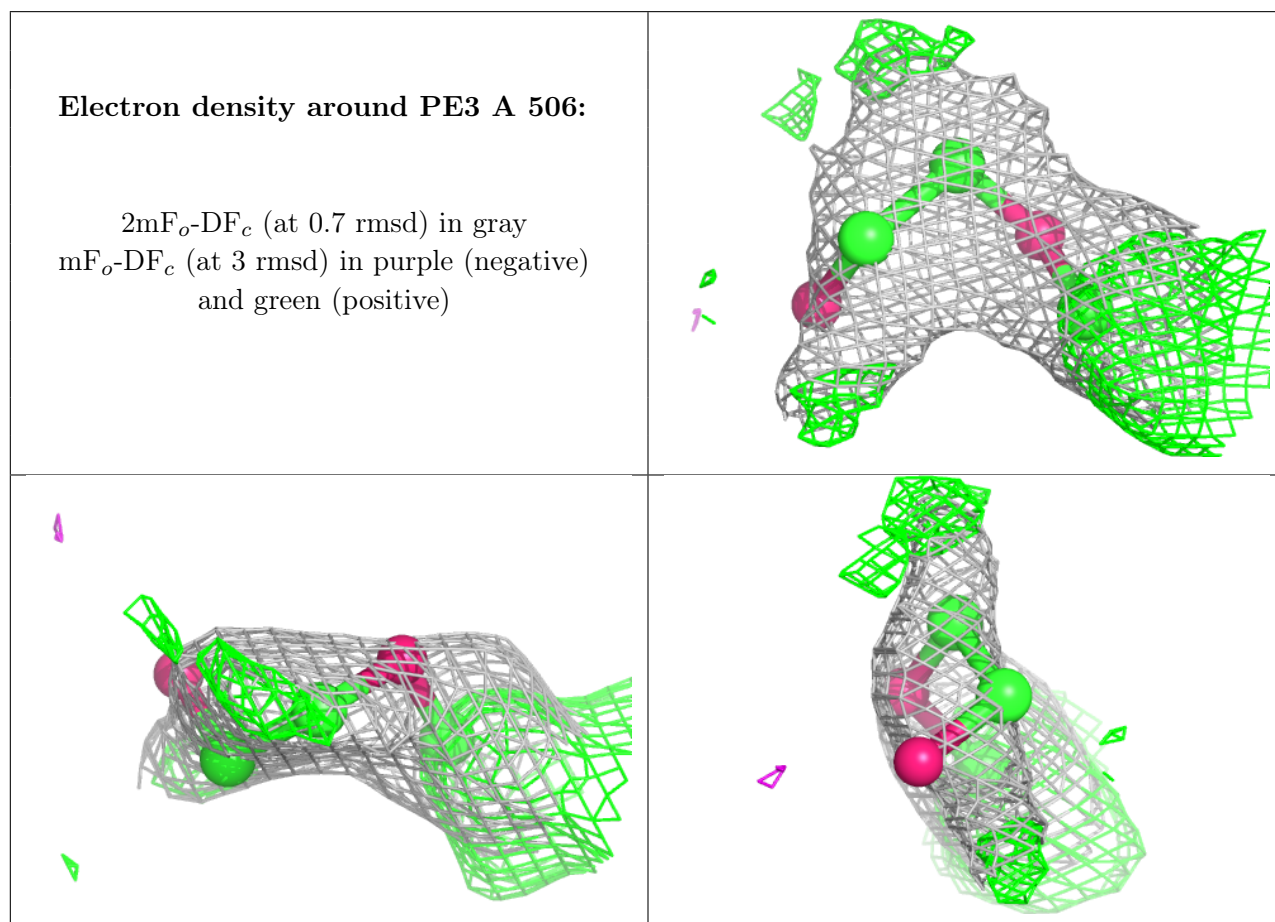 Electron density around PE3 A 506:
2mFo-DFc (at 0.7 rmsd) in gray
mFo-DFc (at 3 rmsd) in purple (negative)
and green (positive)